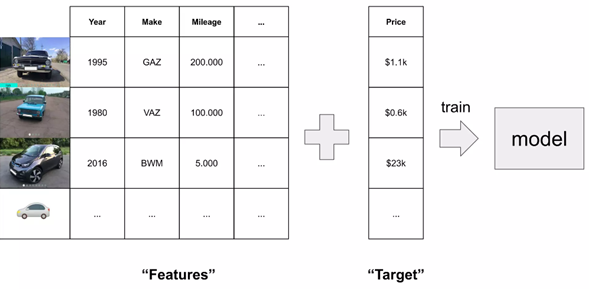 Year Make Mileage ... Price
1995 GAZ 200.000 ... $1.1k
train
1980 VAZ 100.000 ... $0.6k
model
2016 BWM 5.000 ... $23k
... ... ... ... ...
“Features” “Target”